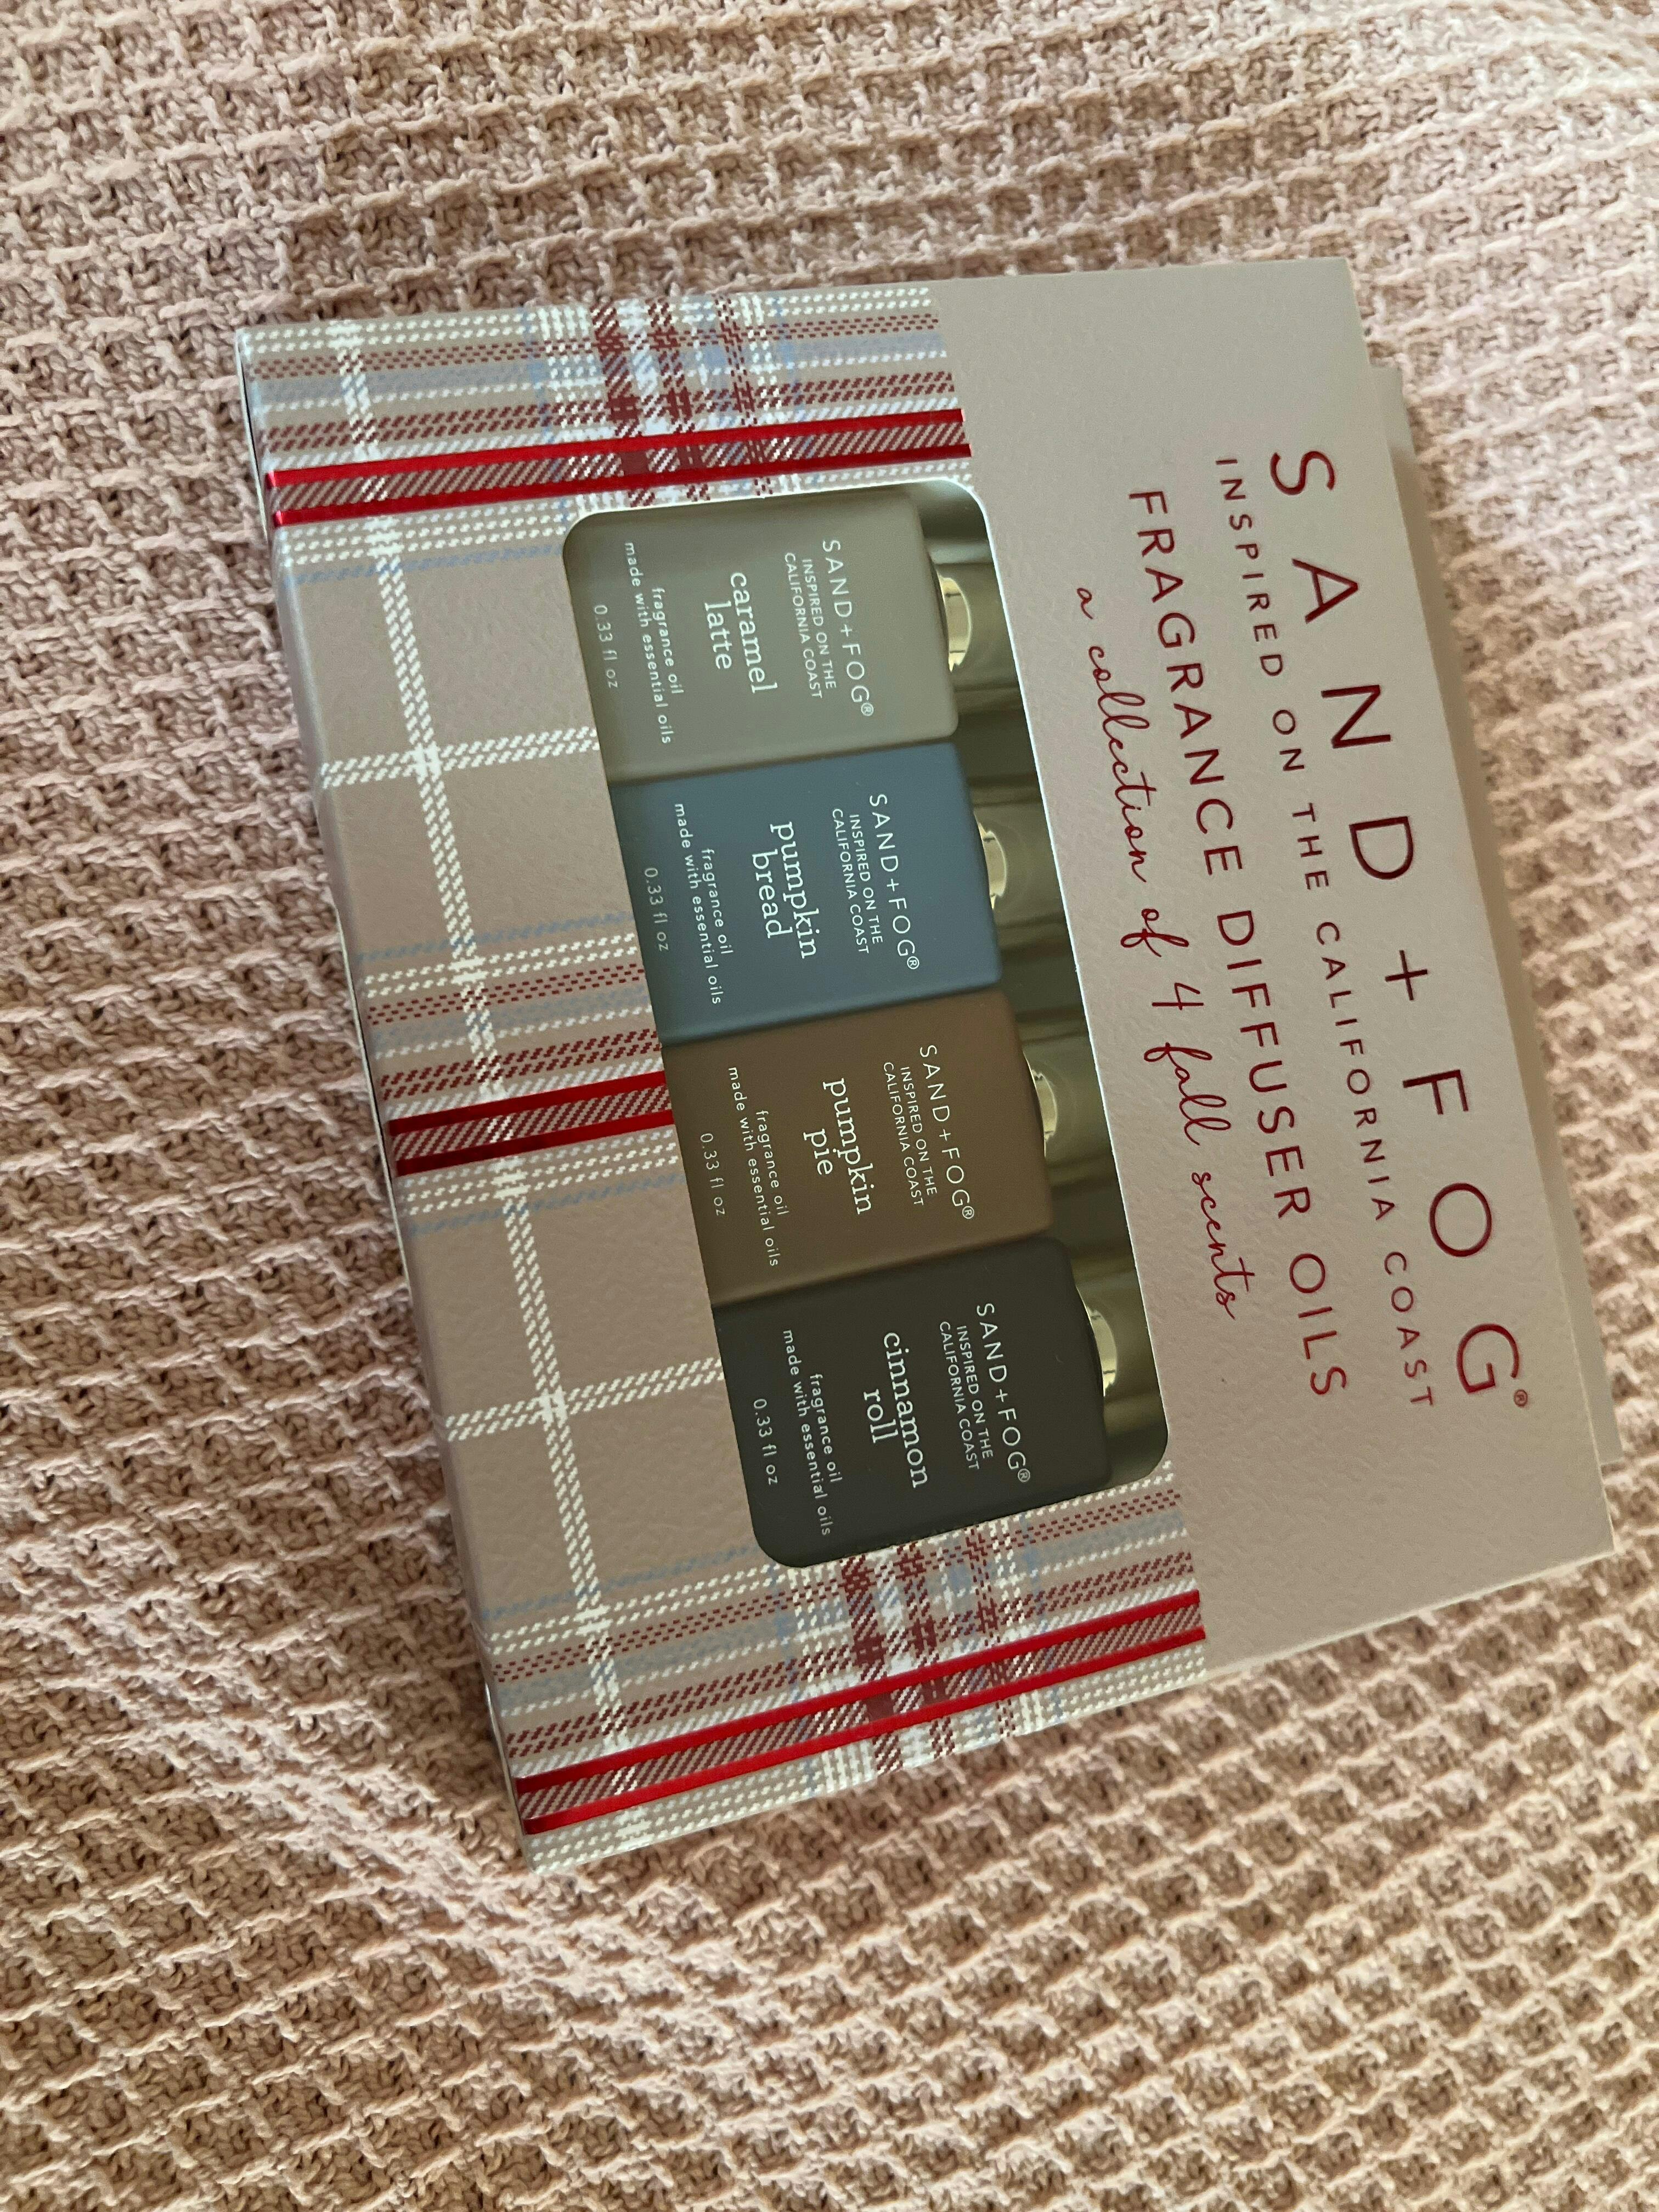 SAND + FOG®
INSPIRED ON THE CALIFORNIA COAST
FRAGRANCE DIFFUSER OILS
a collection of 4 fall scents
SAND+FOG®
INSPIRED ON THE
CALIFORNIA COAST
caramel
latte
fragrance oil
made with essential oils
0.33 fl oz
SAND+FOG®
INSPIRED ON THE
CALIFORNIA COAST
pumpkin
bread
fragrance oil
made with essential oils
0.33 fl oz
SAND+FOG®
INSPIRED ON THE
CALIFORNIA COAST
pumpkin
pie
fragrance oil
made with essential oils
0.33 fl oz
SAND+FOG®
INSPIRED ON THE
CALIFORNIA COAST
cinnamon
roll
fragrance oil
made with essential oils
0.33 fl oz